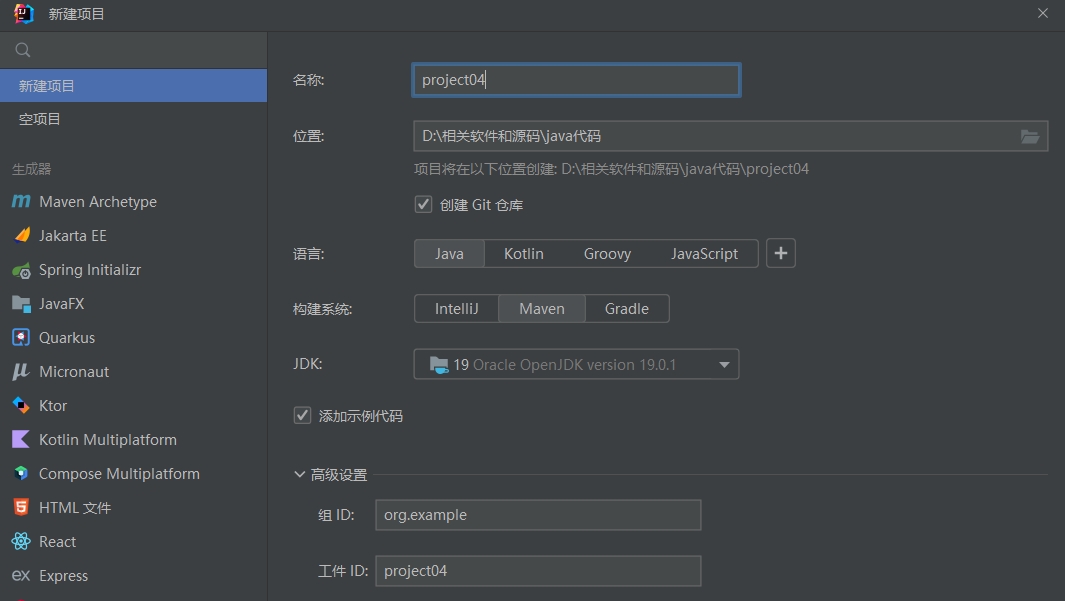 新建项目
新建项目
空项目
生成器
Maven Archetype
Jakarta EE
Spring Initializr
JavaFX
Quarkus
Micronaut
Ktor
Kotlin Multiplatform
Compose Multiplatform
HTML 文件
React
ex Express
名称: project04
位置: D:\相关软件和源码\java代码
项目将在以下位置创建: D:\相关软件和源码\java代码\project04
创建 Git 仓库
语言: Java Kotlin Groovy JavaScript +
构建系统: IntelliJ Maven Gradle
JDK: 19 Oracle OpenJDK version 19.0.1
添加示例代码
高级设置
组 ID: org.example
工件 ID: project04